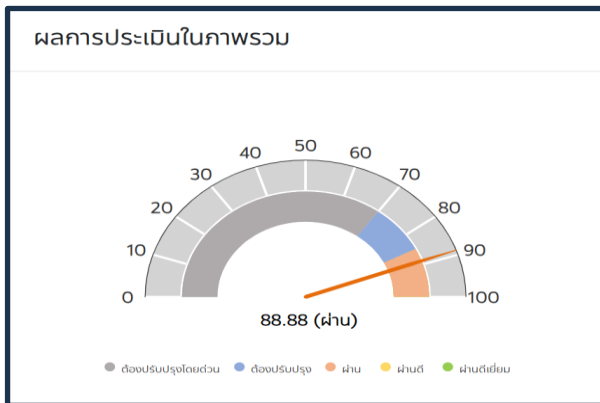 ผลการประเมินในภาพรวม
50
40 60
30 70
20 80
10 90
0 100
88.88 (ผ่าน)
ต้องปรับปรุงโดยด่วน ต้องปรับปรุง ผ่าน ผ่านดี ผ่านดีเยี่ยม